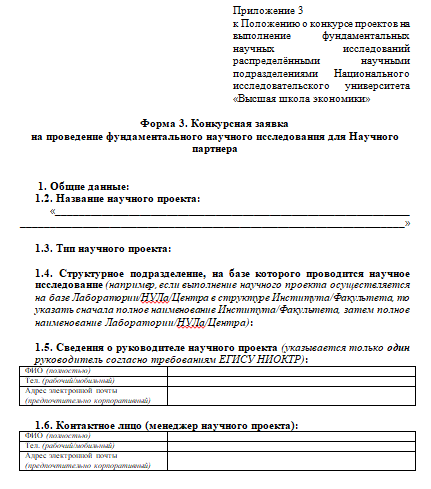 Приложение 3
к Положению о конкурсе проектов на
выполнение фундаментальных
научных исследований
распределёнными научными
подразделениями Национального
исследовательского университета
«Высшая школа экономики»
Форма 3. Конкурсная заявка
на проведение фундаментального научного исследования для Научного
партнера
1. Общие данные:
1.2. Название научного проекта:
«____________________________________________________________
_________________________________________________________________»
1.3. Тип научного проекта:
1.4. Структурное подразделение, на базе которого проводится научное
исследование (например, если выполнение научного проекта осуществляется
на базе Лаборатории/НУЛа/Центра в структуре Института/Факультета, то
указать сначала полное наименование Института/Факультета, затем полное
наименование Лаборатории/НУЛа/Центра):
1.5. Сведения о руководителе научного проекта (указывается только один
руководитель согласно требованиям ЕГИСУ НИОКТР):
ФИО (полностью)
Тел. (рабочий/мобильный)
Адрес электронной почты
(предпочтительно корпоративный)
1.6. Контактное лицо (менеджер научного проекта):
ФИО (полностью)
Тел. (рабочий/мобильный)
Адрес электронной почты
(предпочтительно корпоративный)